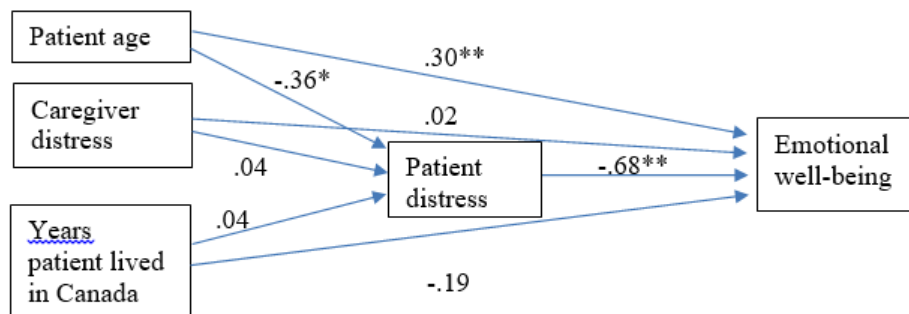 Patient age
.30**
-.36*
Caregiver
distress
.02
.04
Patient
distress
-.68**
Emotional
well-being
.04
Years
patient lived
in Canada
-.19